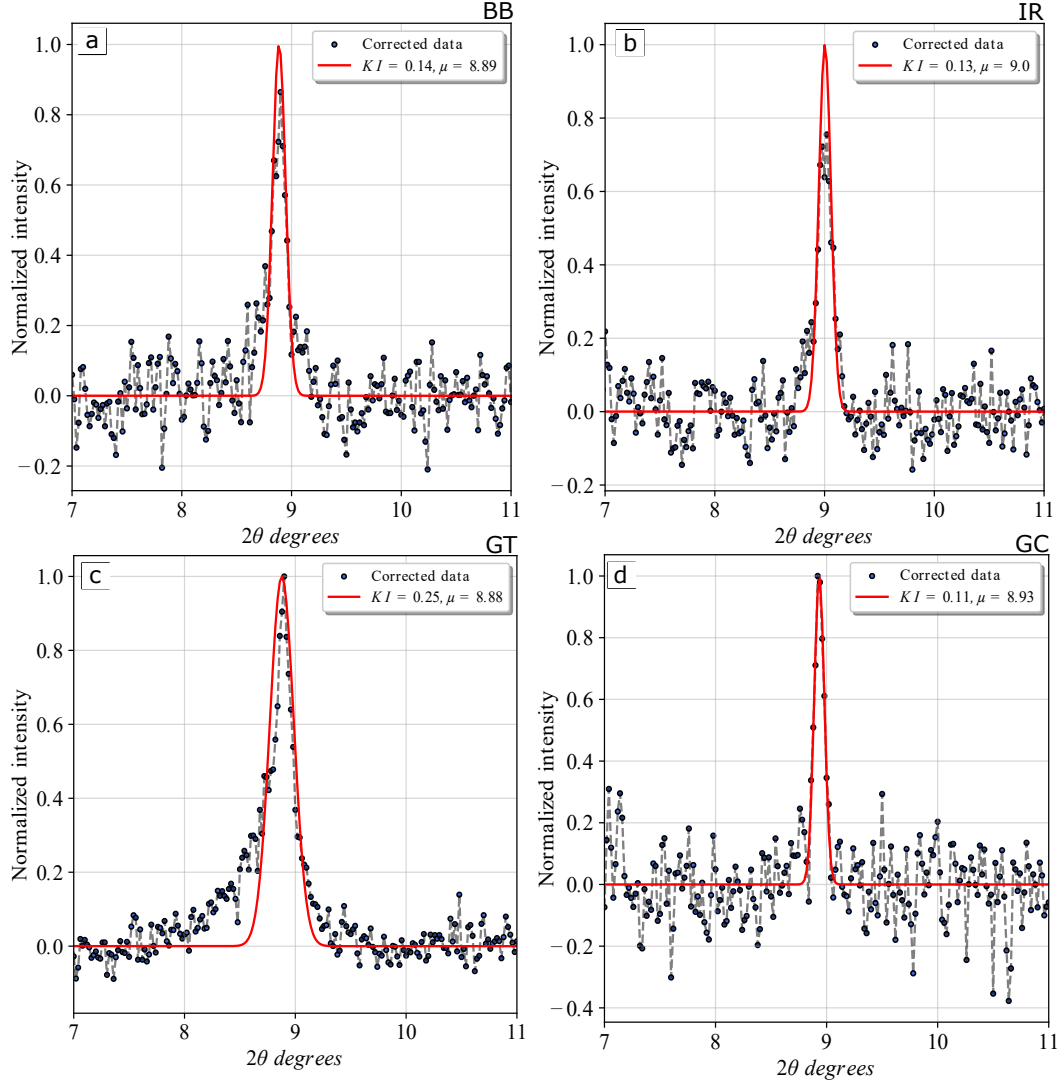 BB
a
Corrected data
KI = 0.14, μ = 8.89
1.0
0.8
0.6
0.4
0.2
0.0
−0.2
Normalized intensity
7 8 9 10 11
2θ degrees
IR
b
Corrected data
KI = 0.13, μ = 9.0
1.0
0.8
0.6
0.4
0.2
0.0
−0.2
Normalized intensity
7 8 9 10 11
2θ degrees
GT
c
Corrected data
KI = 0.25, μ = 8.88
1.0
0.8
0.6
0.4
0.2
0.0
Normalized intensity
7 8 9 10 11
2θ degrees
GC
d
Corrected data
KI = 0.11, μ = 8.93
1.0
0.8
0.6
0.4
0.2
0.0
−0.2
−0.4
Normalized intensity
7 8 9 10 11
2θ degrees